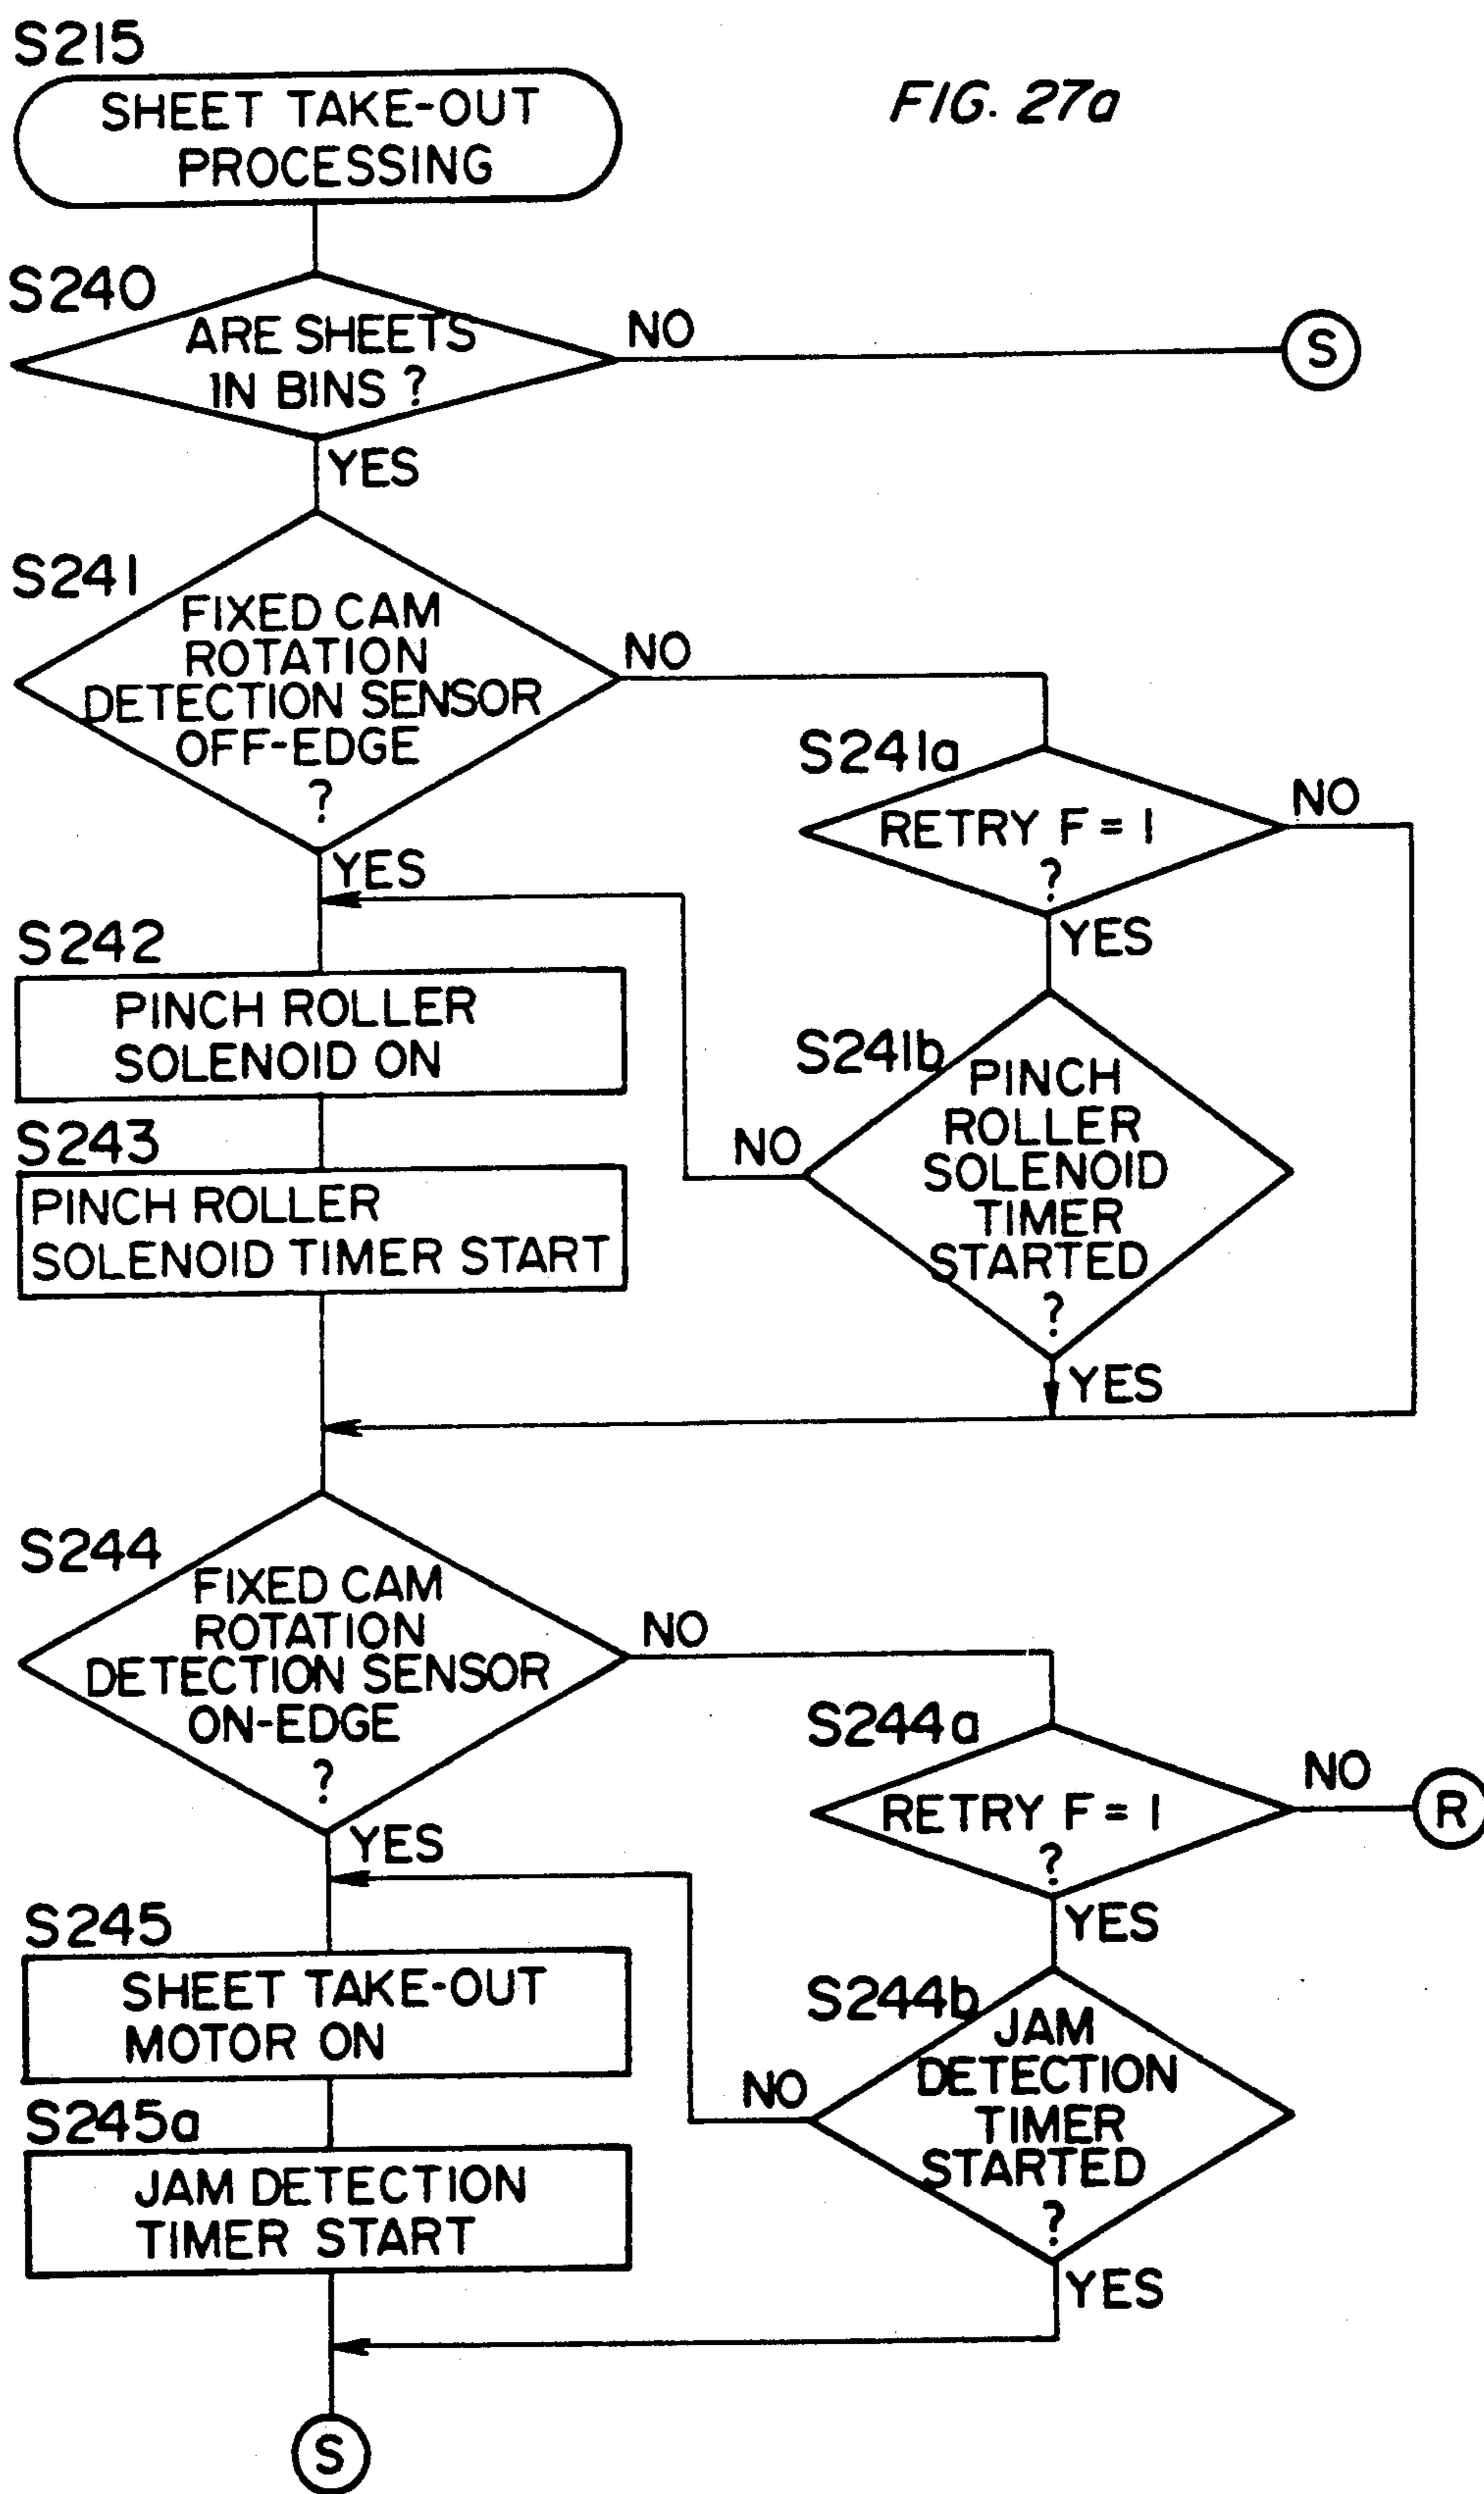 S215
FIG. 27a
SHEET TAKE-OUT
PROCESSING
S240
ARE SHEETS
IN BINS ?
NO
S
YES
S241
FIXED CAM
ROTATION
DETECTION SENSOR
OFF-EDGE
?
NO
YES
S241a
RETRY F = 1
?
NO
YES
S242
PINCH ROLLER
SOLENOID ON
S241b
PINCH
ROLLER
SOLENOID
TIMER
STARTED
?
NO
YES
S243
PINCH ROLLER
SOLENOID TIMER START
S244
FIXED CAM
ROTATION
DETECTION SENSOR
ON-EDGE
?
NO
YES
S244a
RETRY F = 1
?
NO
R
YES
S245
SHEET TAKE-OUT
MOTOR ON
S244b
JAM
DETECTION
TIMER
STARTED
?
NO
YES
S245a
JAM DETECTION
TIMER START
S